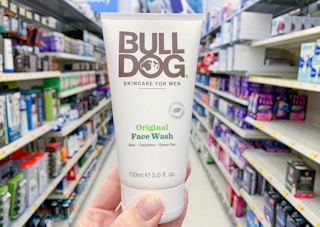 BULL
DOG
SKINCARE FOR MEN
Original
Face Wash
Aloe • Camelina • Green Tea
150ml ℮ 5.0 fl. oz.